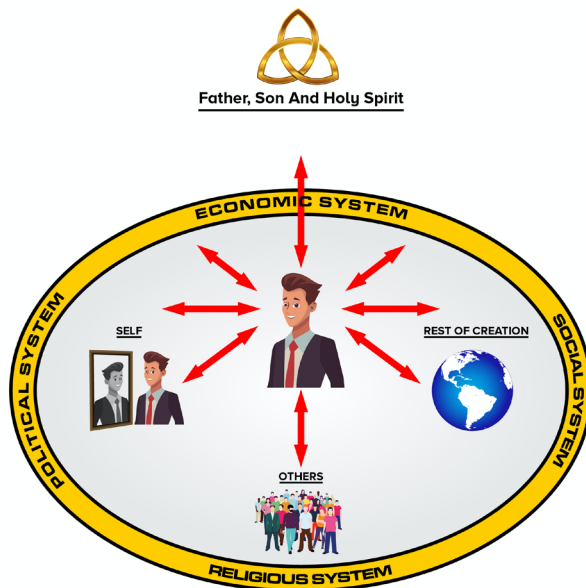 Father, Son And Holy Spirit
ECONOMIC SYSTEM
POLITICAL SYSTEM
SOCIAL SYSTEM
SELF
REST OF CREATION
OTHERS
RELIGIOUS SYSTEM